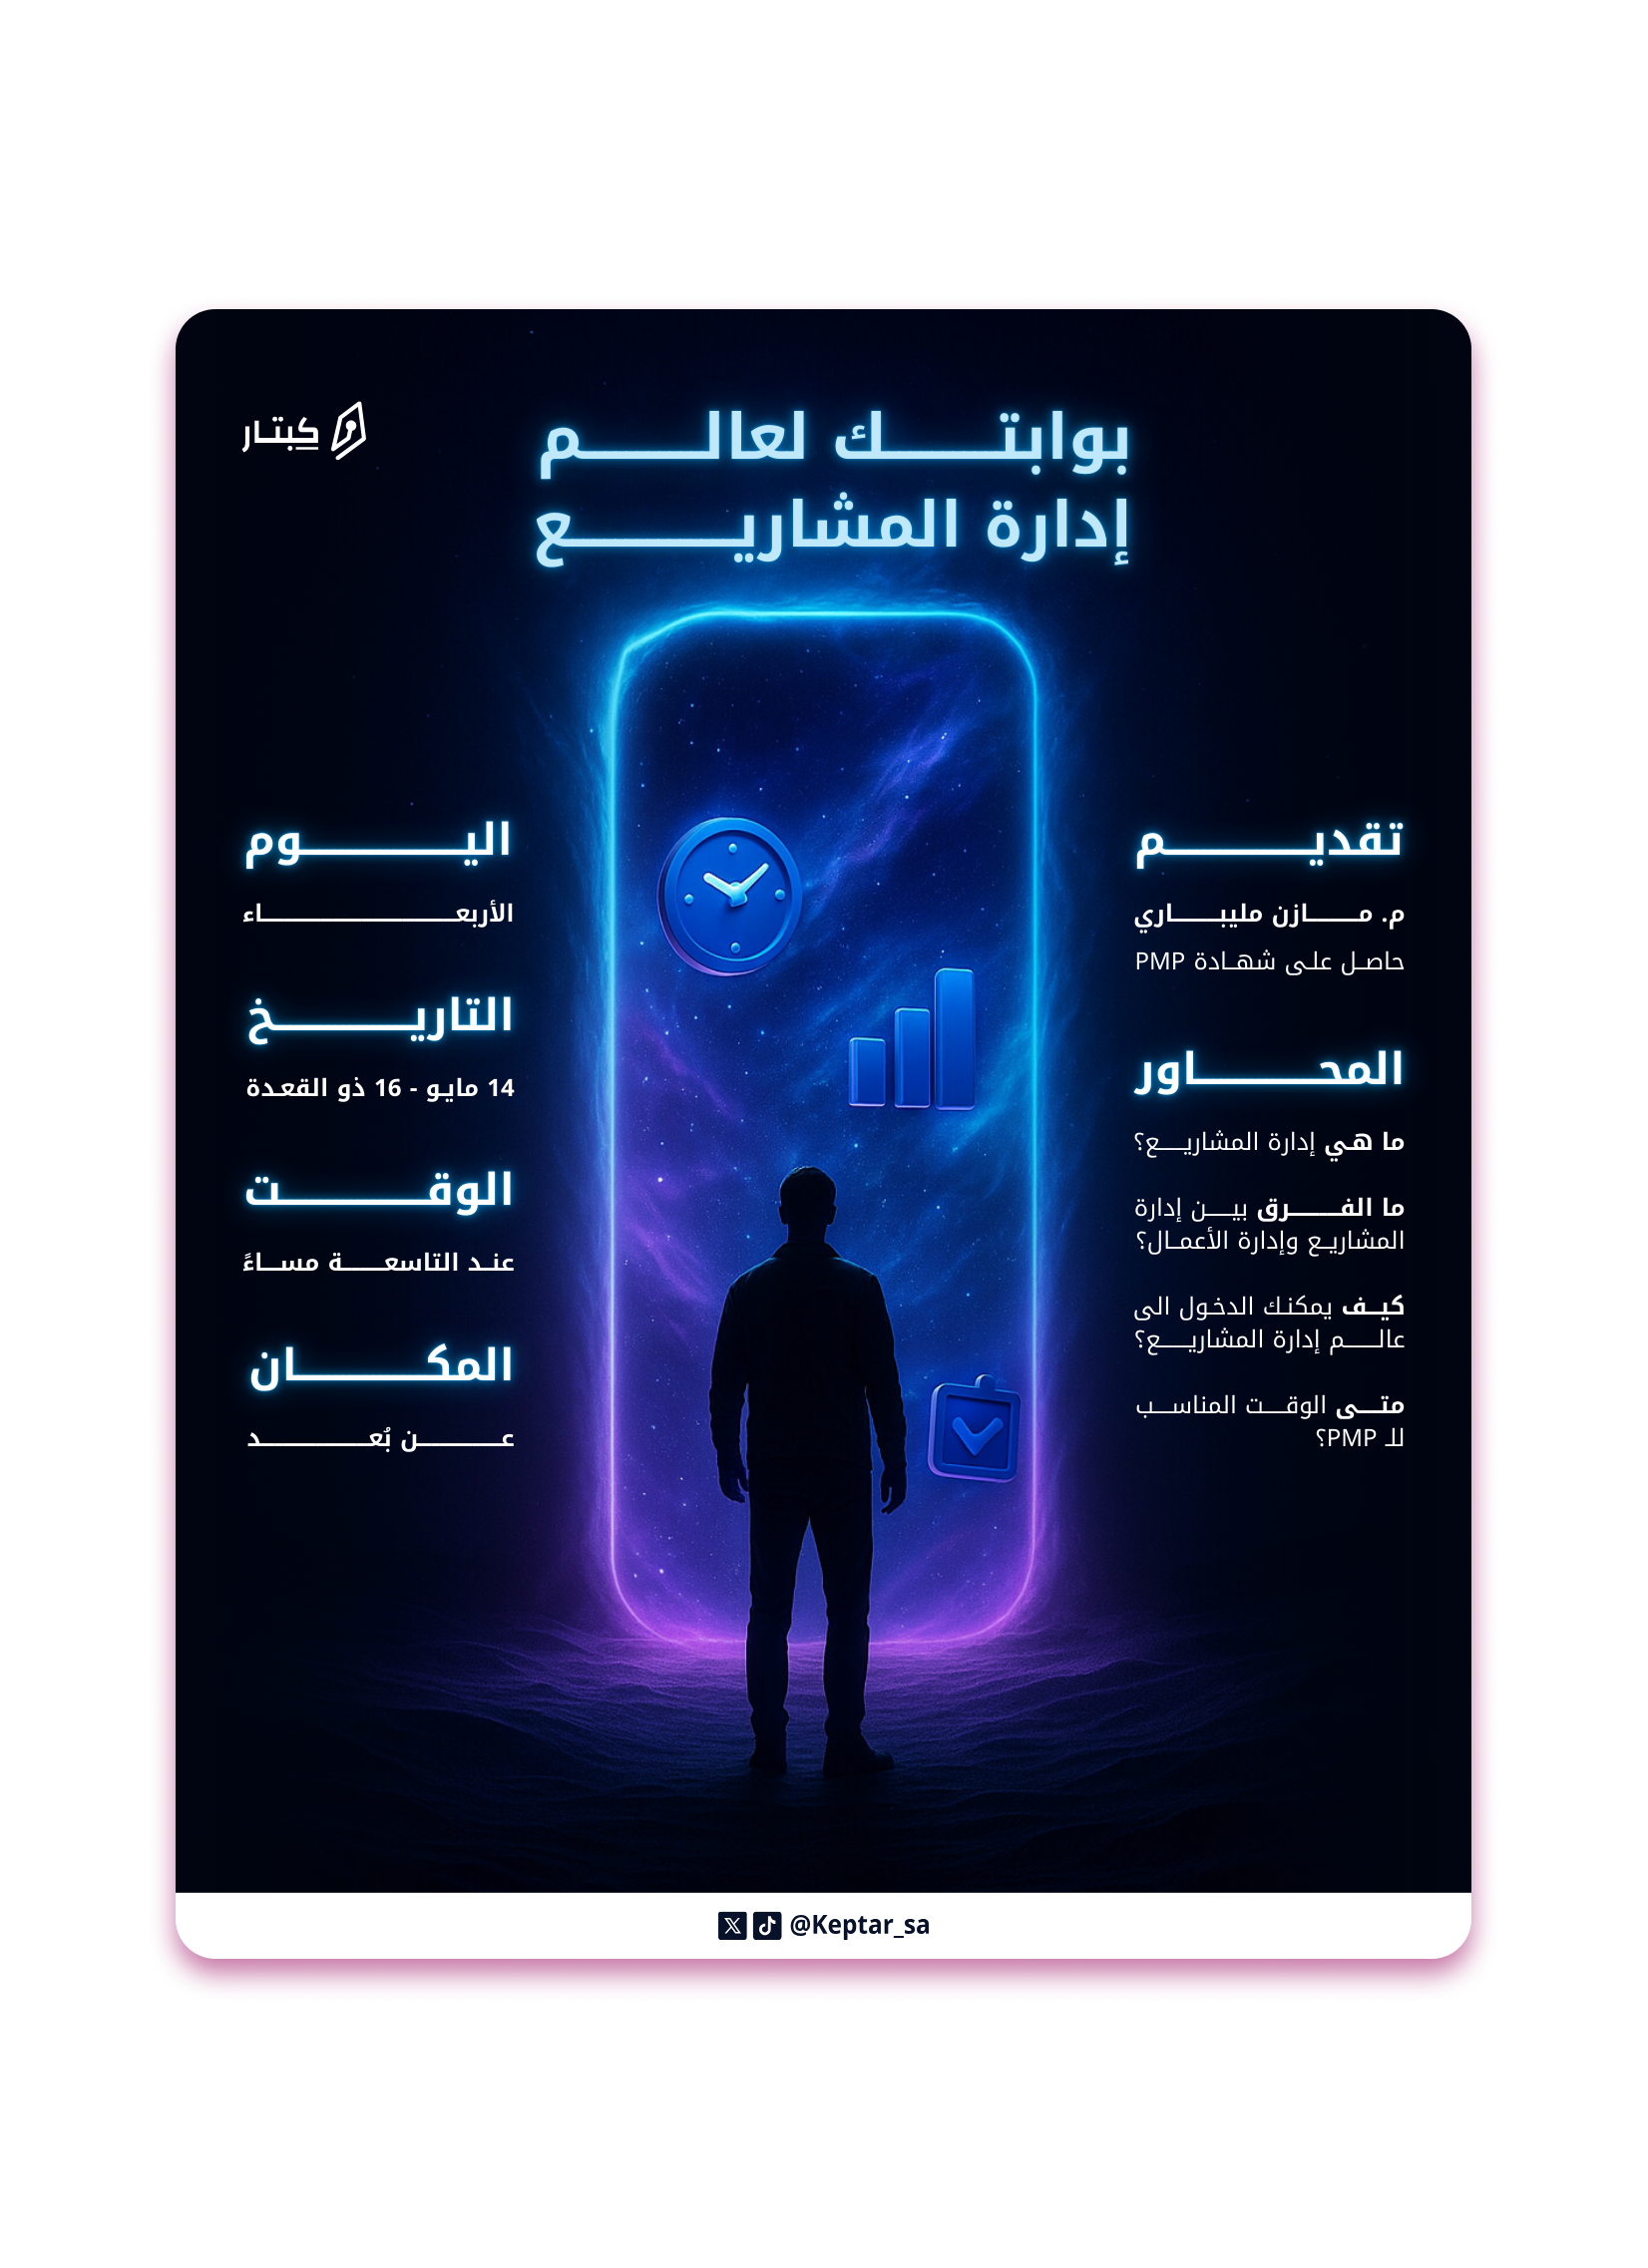 كبتار
بوابتك لعالم
إدارة المشاريع
تقديم
م. مازن مليباري
حاصل على شهادة PMP
المحاور
ما هي إدارة المشاريع؟
ما الفرق بين إدارة
المشاريع وإدارة الأعمال؟
كيف يمكنك الدخول الى
عالم إدارة المشاريع؟
متى الوقت المناسب
للـ PMP؟
اليوم
الأربعاء
التاريخ
14 مايو - 16 ذو القعدة
الوقت
عند التاسعة مساءً
المكان
عن بُعد
@Keptar_sa